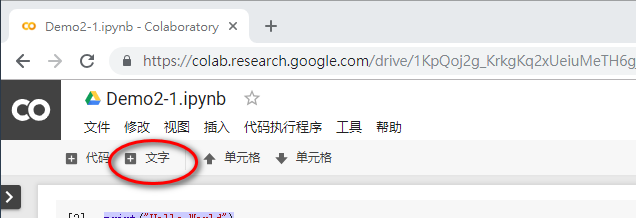 Demo2-1.ipynb - Colaboratory
https://colab.research.google.com/drive/1KpQoj2g_KrkgKq2xUeiuMeTH6g
CO
Demo2-1.ipynb
文件 修改 视图 插入 代码执行程序 工具 帮助
代码 文字 单元格 单元格
print("Hello World")